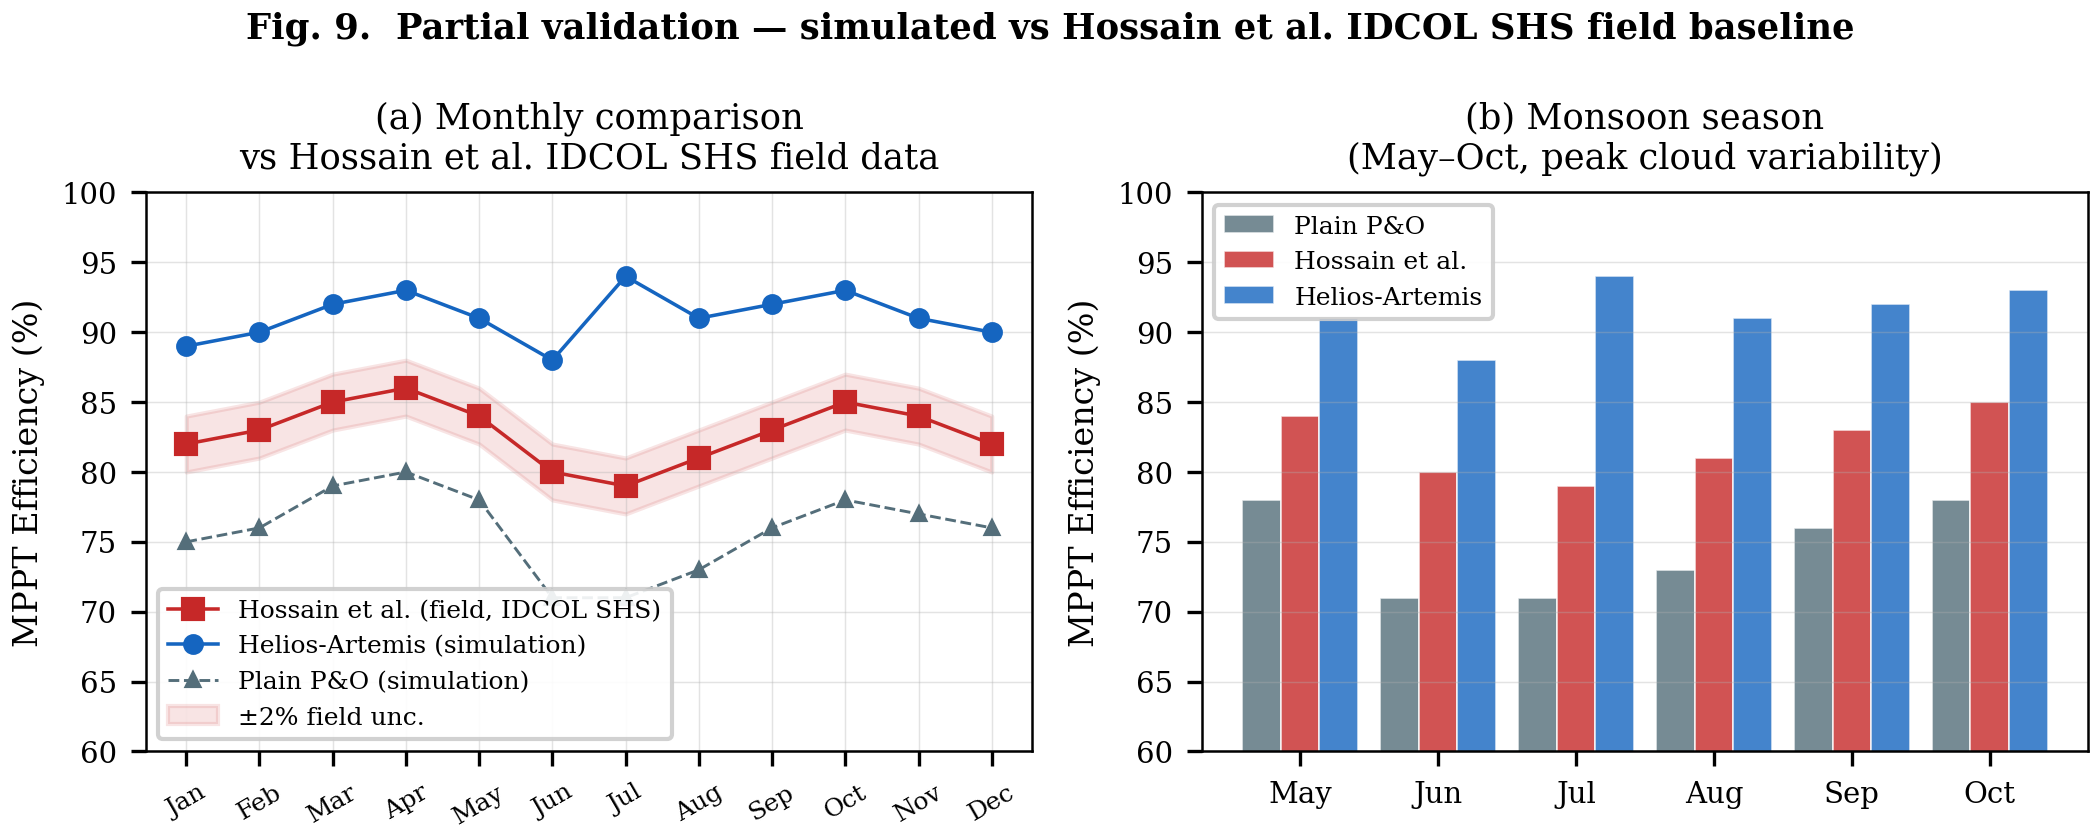 Fig. 9.  Partial validation — simulated vs Hossain et al. IDCOL SHS field baseline
(a) Monthly comparison
vs Hossain et al. IDCOL SHS field data
MPPT Efficiency (%)
100
95
90
85
80
75
70
65
60
Hossain et al. (field, IDCOL SHS)
Helios-Artemis (simulation)
Plain P&O (simulation)
±2% field unc.
Jan Feb Mar Apr May Jun Jul Aug Sep Oct Nov Dec
(b) Monsoon season
(May–Oct, peak cloud variability)
MPPT Efficiency (%)
100
95
90
85
80
75
70
65
60
Plain P&O
Hossain et al.
Helios-Artemis
May Jun Jul Aug Sep Oct